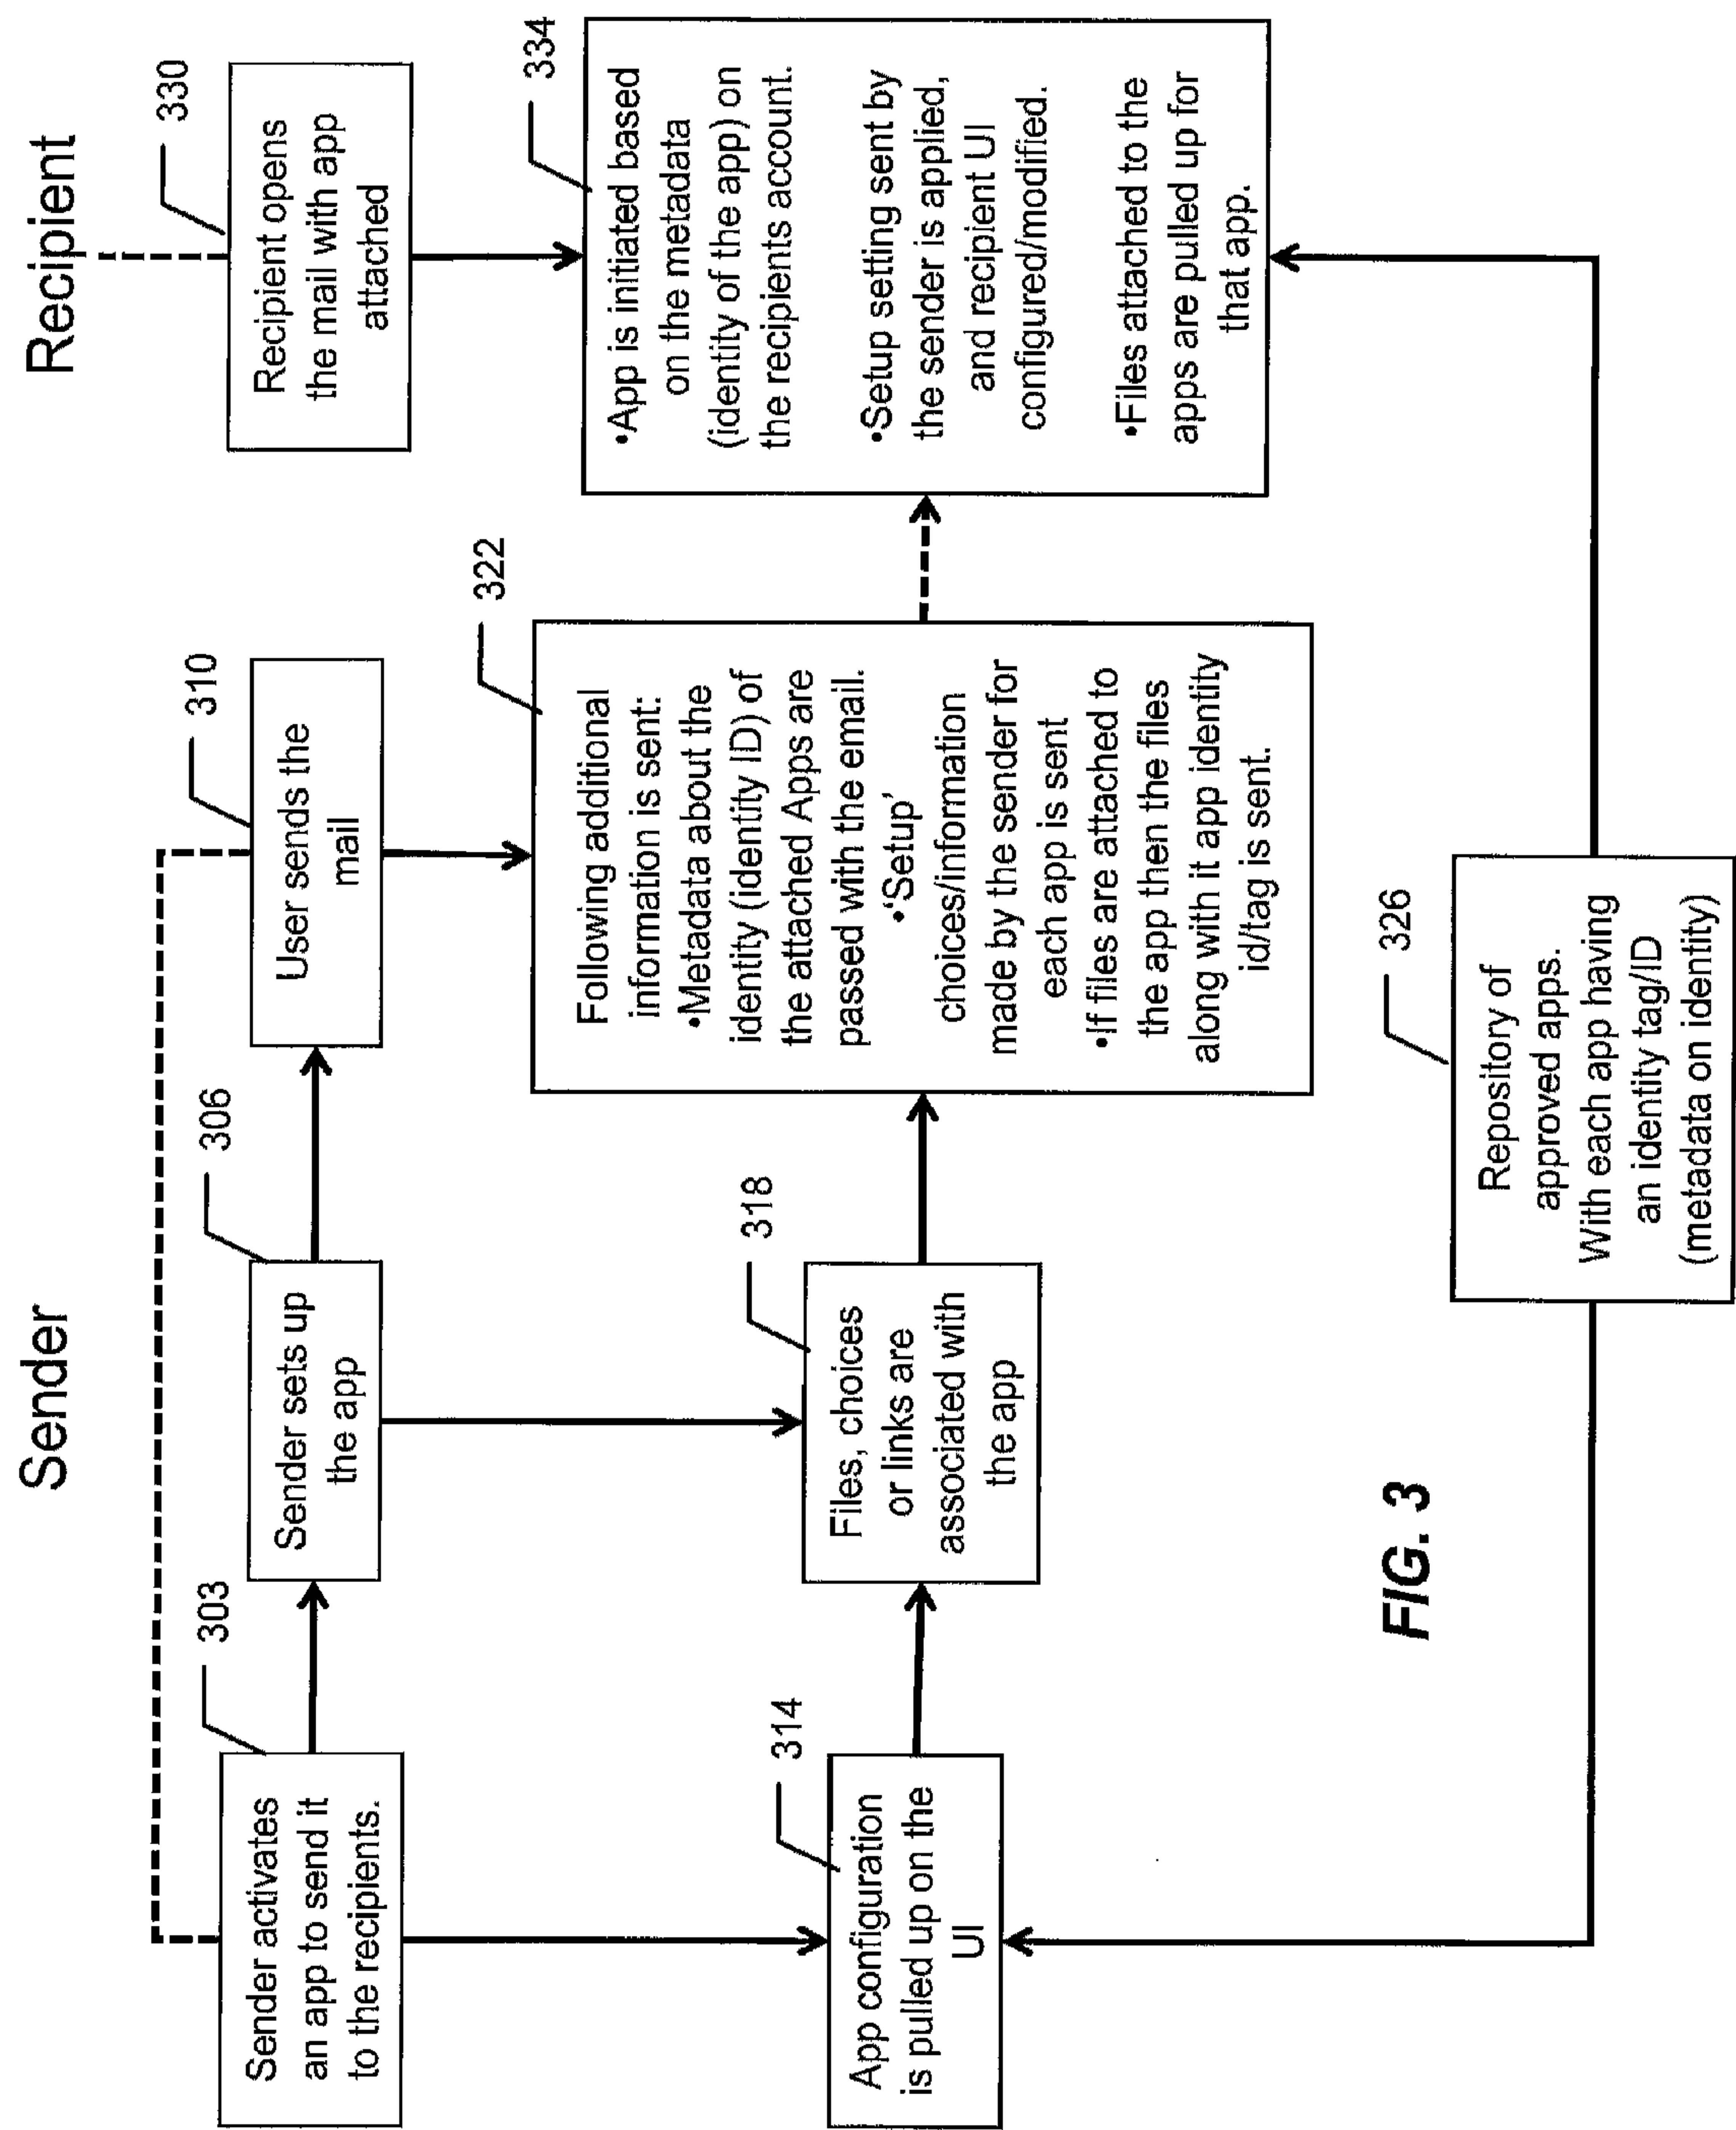 Sender
Recipient
303
Sender activates
an app to send it
to the recipients.
306
Sender sets up
the app
310
User sends the
mail
330
Recipient opens
the mail with app
attached
314
App configuration
is pulled up on the
UI
318
Files, choices
or links are
associated with
the app
322
Following additional
information is sent:
•Metadata about the
identity (identity ID) of
the attached Apps are
passed with the email.
•‘Setup’
choices/information
made by the sender for
each app is sent
•If files are attached to
the app then the files
along with it app identity
id/tag is sent.
334
•App is initiated based
on the metadata
(identity of the app) on
the recipients account.
•Setup setting sent by
the sender is applied,
and recipient UI
configured/modified.
•Files attached to the
apps are pulled up for
that app.
326
Repository of
approved apps.
With each app having
an identity tag/ID
(metadata on identity)
FIG. 3